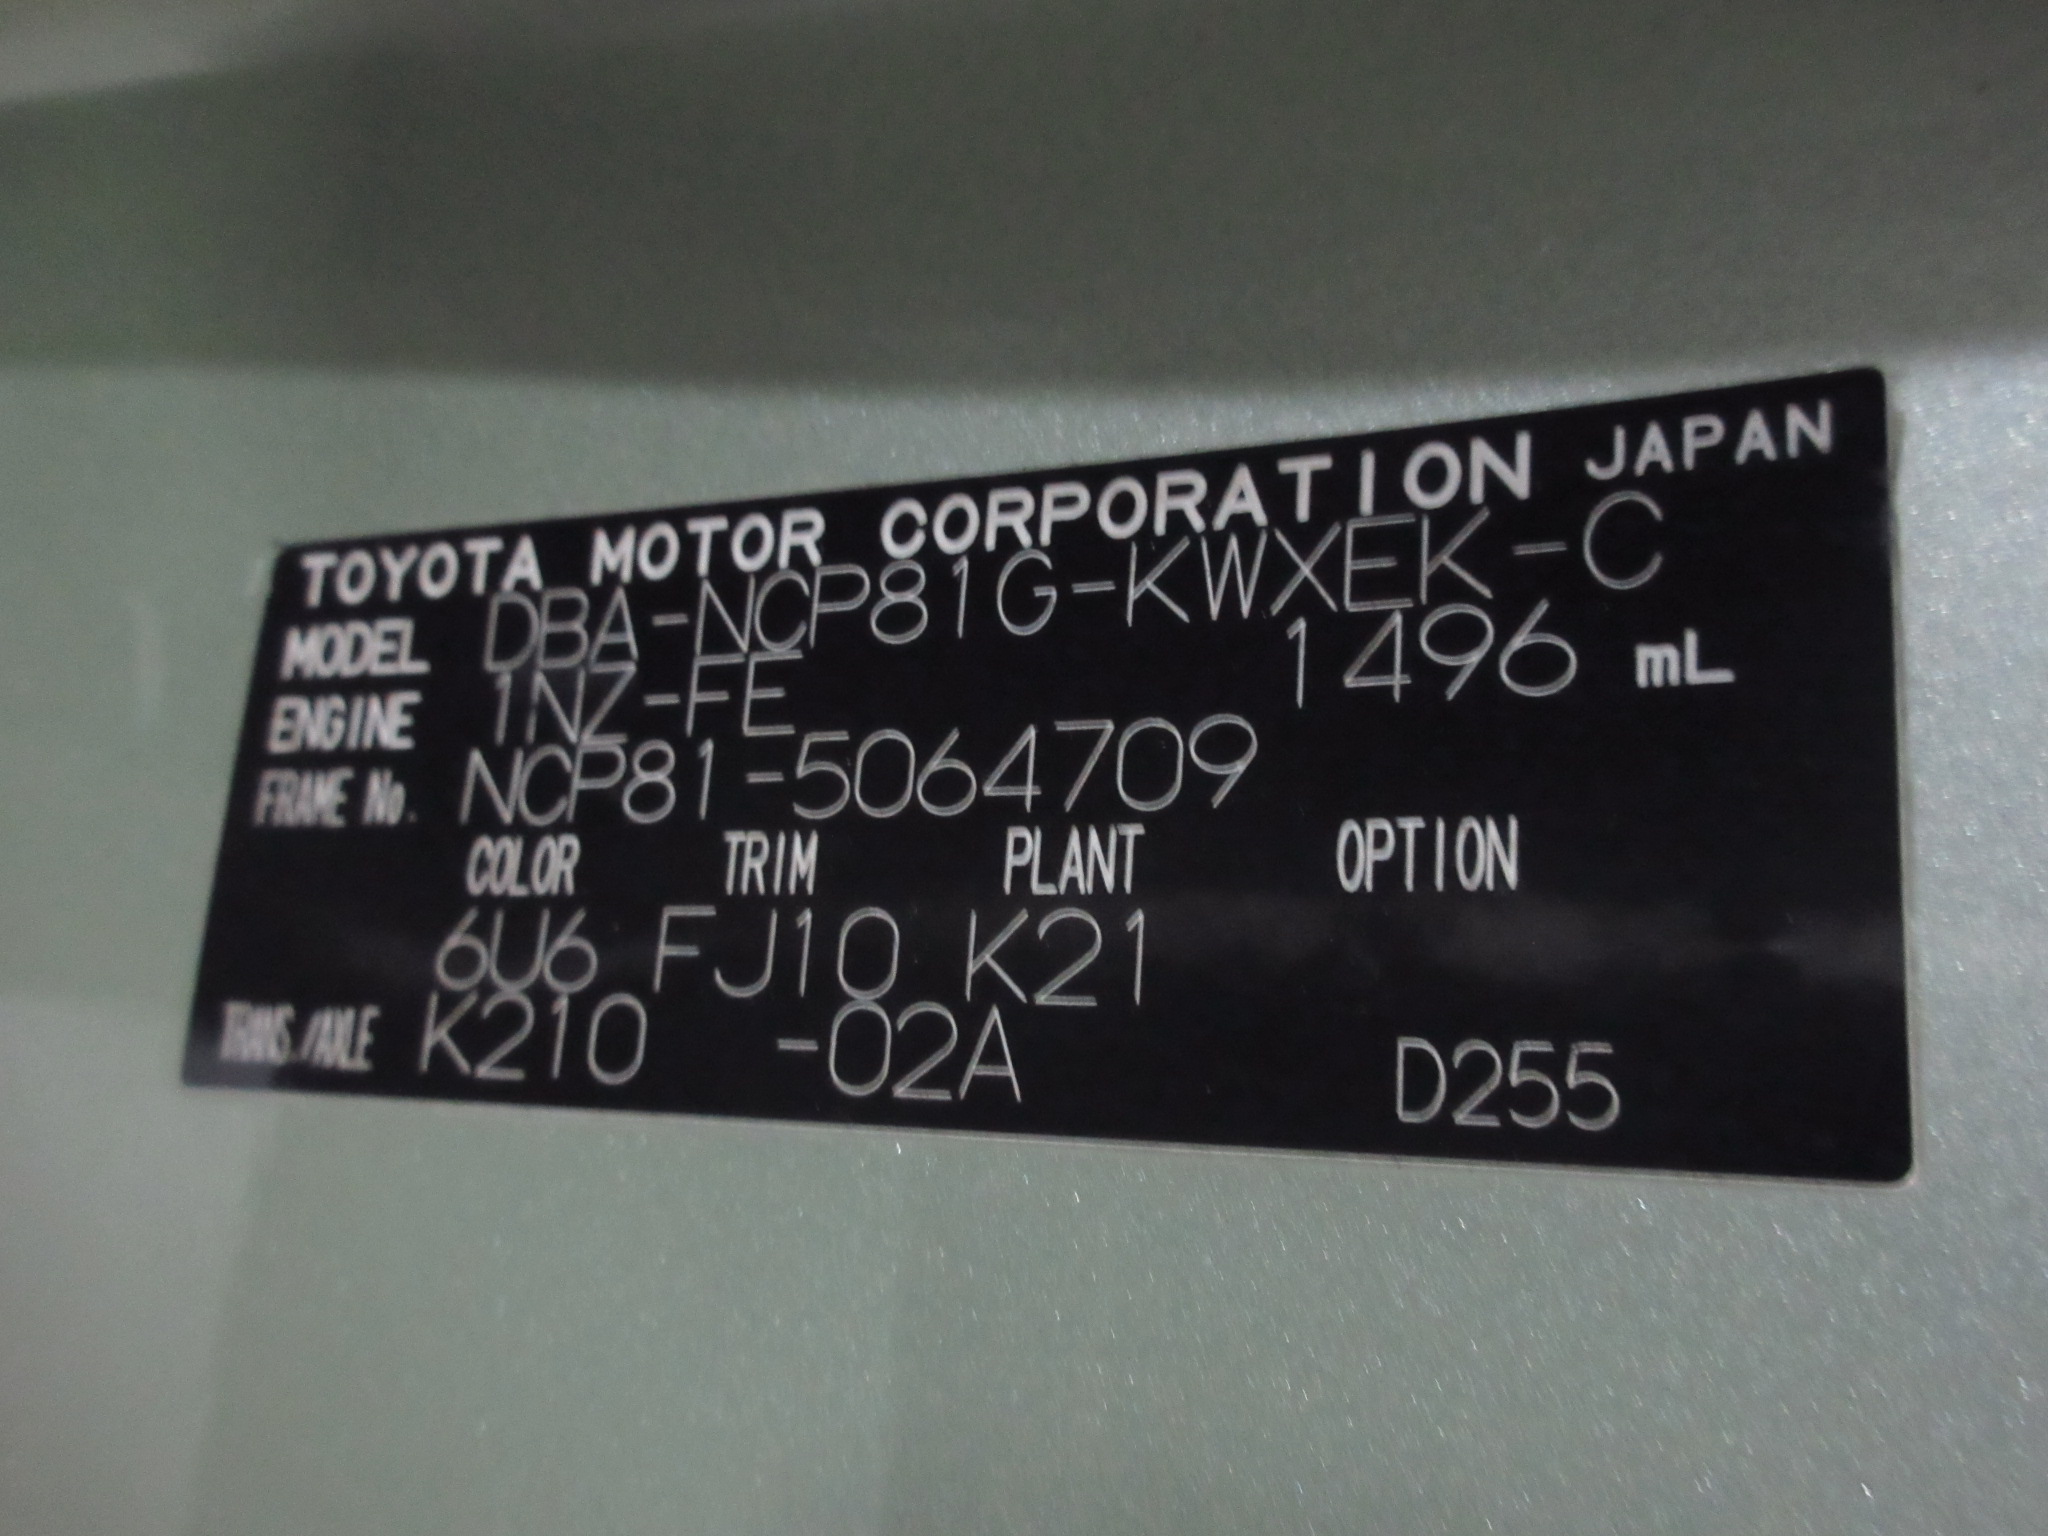 TOYOTA MOTOR CORPORATION JAPAN
MODEL DBA-NCP81G-KWXEK-C
ENGINE 1NZ-FE 1496 mL
FRAME No. NCP81-5064709
COLOR TRIM PLANT OPTION
6U6 FJ10 K21
TRANS./AXLE K210 -02A D255